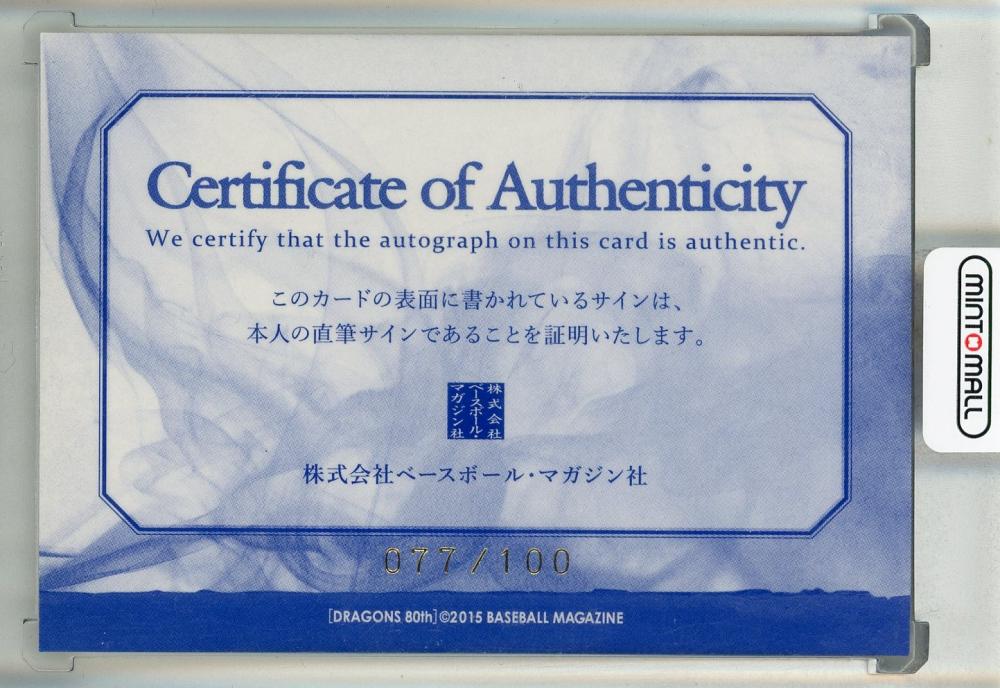 Certificate of Authenticity
We certify that the autograph on this card is authentic.
このカードの表面に書かれているサインは、
本人の直筆サインであることを証明いたします。
株式会社
ベースボール・
マガジン社
株式会社ベースボール・マガジン社
077/100
[DRAGONS 80th]©2015 BASEBALL MAGAZINE
MINTOMALL